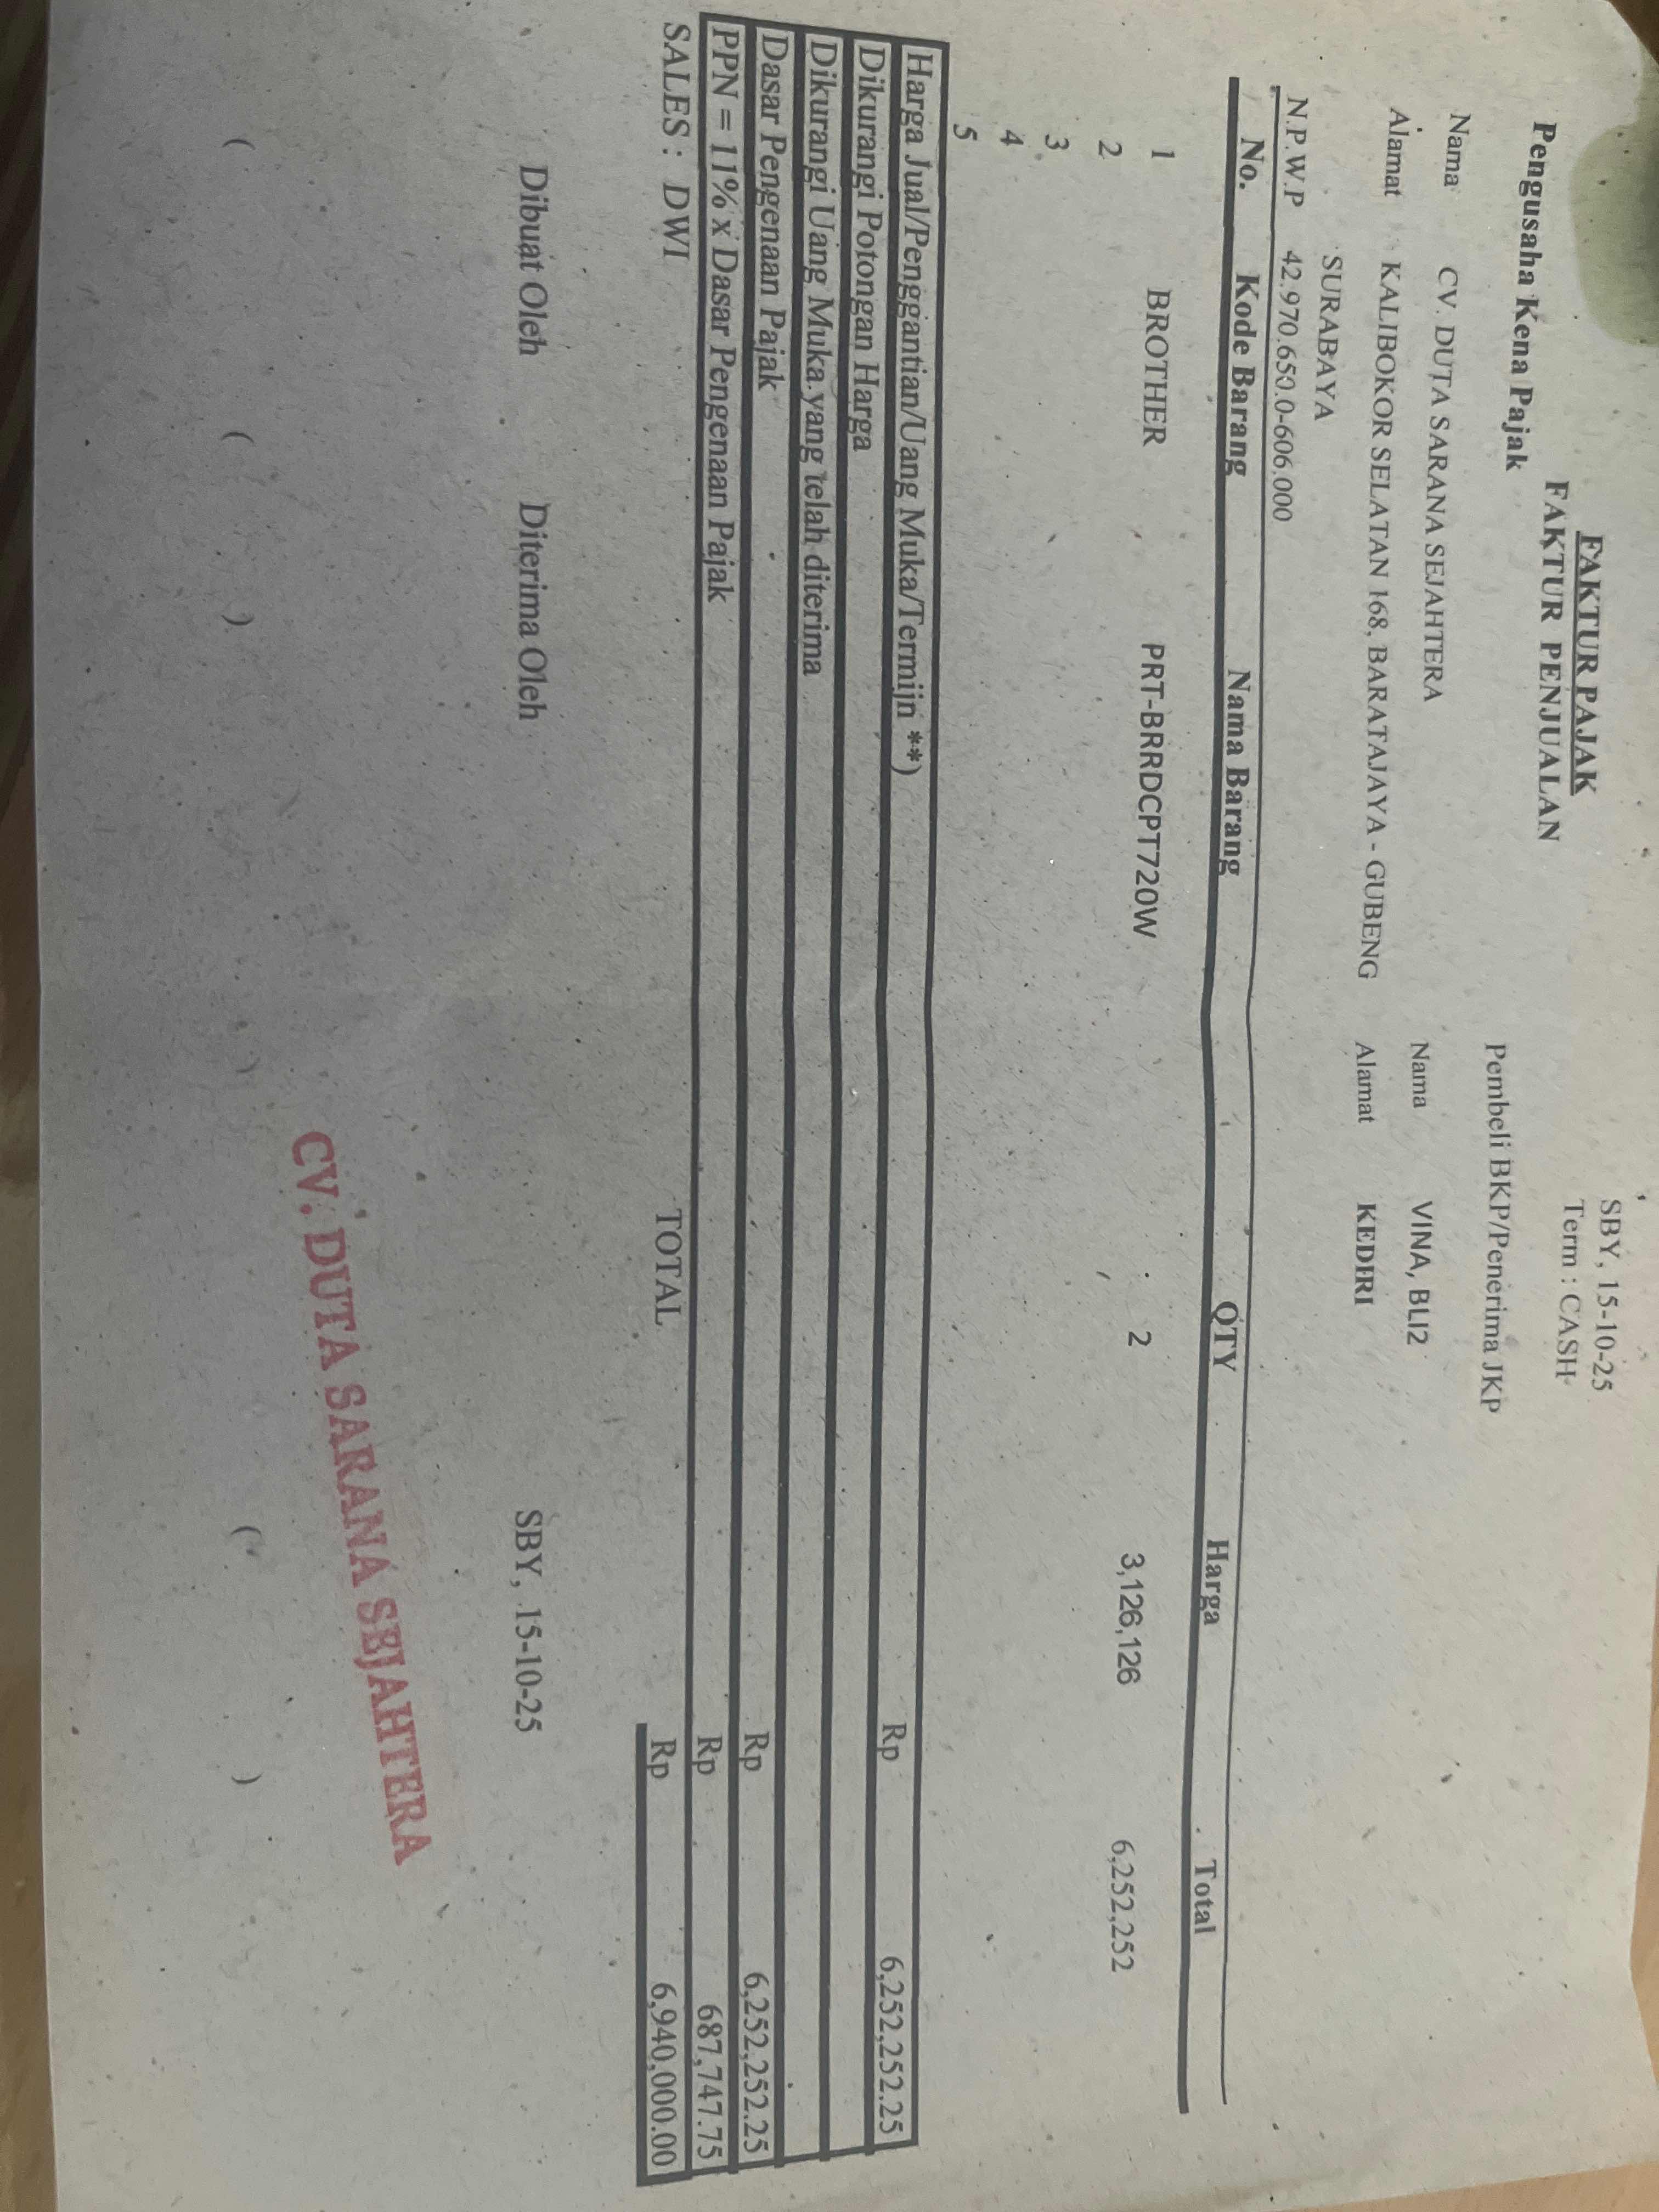 FAKTUR PAJAK
FAKTUR PENJUALAN
SBY, 15-10-25
Term : CASH
Pengusaha Kena Pajak
Pembeli BKP/Penerima JKP
Nama CV. DUTA SARANA SEJAHTERA Nama VINA, BLI2
Alamat KALIBOKOR SELATAN 168, BARATAJAYA - GUBENG Alamat KEDIRI
SURABAYA
N.P.W.P 42.970.650.0-606.000
No. Kode Barang Nama Barang QTY Harga Total
1 BROTHER PRT-BRRDCPT720W 2 3,126,126 6,252,252
2
3
4
5
Harga Jual/Penggantian/Uang Muka/Termijn **) Rp 6,252,252.25
Dikurangi Potongan Harga
Dikurangi Uang Muka yang telah diterima
Dasar Pengenaan Pajak Rp 6,252,252.25
PPN = 11% x Dasar Pengenaan Pajak Rp 687,747.75
SALES : DWI TOTAL Rp 6,940,000.00
Dibuat Oleh Diterima Oleh SBY, 15-10-25
CV. DUTA SARANA SEJAHTERA
( ( ) ) ( )